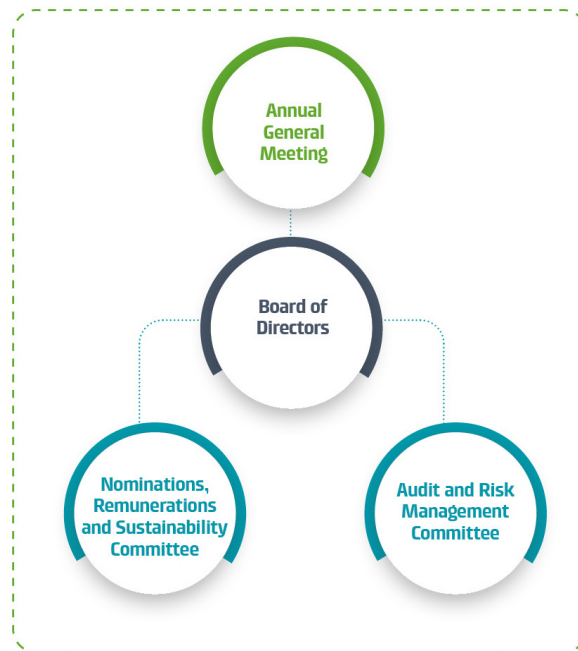 Annual
General
Meeting
Board of
Directors
Nominations,
Remunerations
and Sustainability
Committee
Audit and Risk
Management
Committee